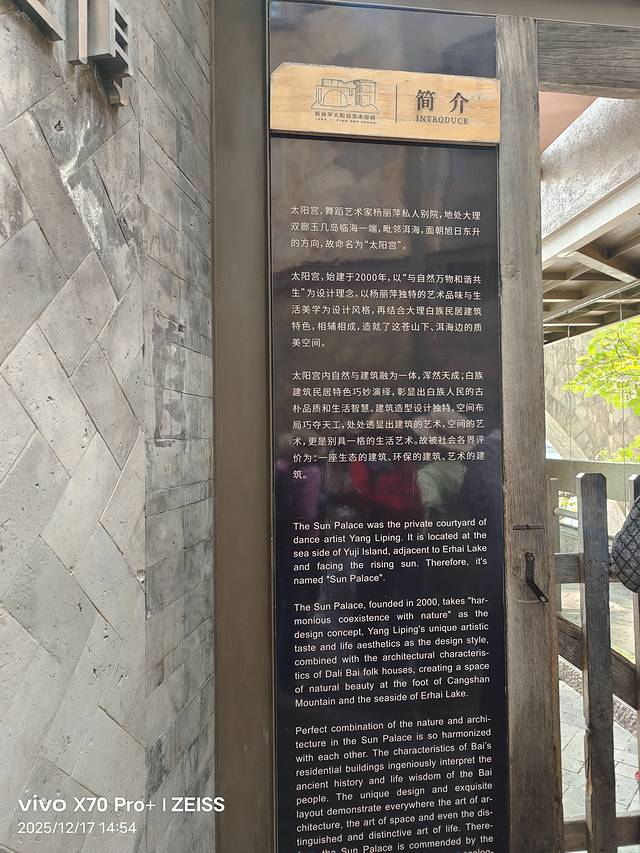 杨丽萍太阳宫艺术空间
简介
INTRODUCE
太阳宫,舞蹈艺术家杨丽萍私人别院,地处大理
双廊玉几岛临海一端,毗邻洱海,面朝旭日东升
的方向,故命名为“太阳宫”。
太阳宫,始建于2000年,以“与自然万物和谐共
生”为设计理念,以杨丽萍独特的艺术品味与生
活美学为设计风格,再结合大理白族民居建筑
特色,相辅相成,造就了这苍山下、洱海边的质
美空间。
太阳宫内自然与建筑融为一体,浑然天成;白族
建筑民居特色巧妙演绎,彰显出白族人民的古
朴品质和生活智慧。建筑造型设计独特,空间布
局巧夺天工,处处透显出建筑的艺术,空间的艺
术,更是别具一格的生活艺术。故被社会各界评
价为:一座生态的建筑、环保的建筑、艺术的建
筑。
The Sun Palace was the private courtyard of
dance artist Yang Liping. It is located at the
sea side of Yuji Island, adjacent to Erhai Lake
and facing the rising sun. Therefore, it's
named "Sun Palace".
The Sun Palace, founded in 2000, takes "har-
monious coexistence with nature" as the
design concept, Yang Liping's unique artistic
taste and life aesthetics as the design style,
combined with the architectural characteris-
tics of Dali Bai folk houses, creating a space
of natural beauty at the foot of Cangshan
Mountain and the seaside of Erhai Lake.
Perfect combination of the nature and archi-
tecture in the Sun Palace is so harmonized
with each other. The characteristics of Bai's
residential buildings ingeniously interpret the
ancient history and life wisdom of the Bai
people. The unique design and exquisite
layout demonstrate everywhere the art of ar-
chitecture, the art of space and even the dis-
tinguished and distinctive art of life. There-
the Sun Palace is commended by the
vivo X70 Pro+ | ZEISS
2025/12/17 14:54